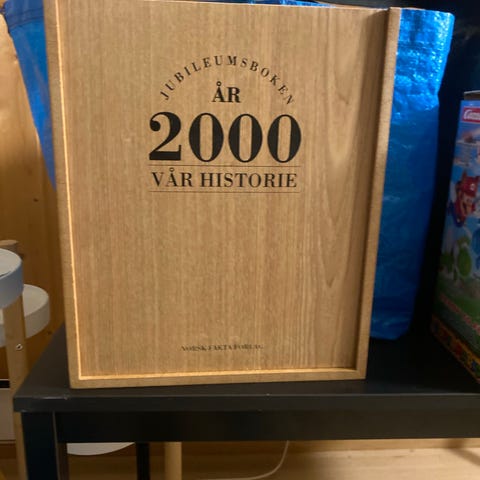 JUBILEUMSBOKEN
ÅR
2000
VÅR HISTORIE
NORSK FAKTA FORLAG